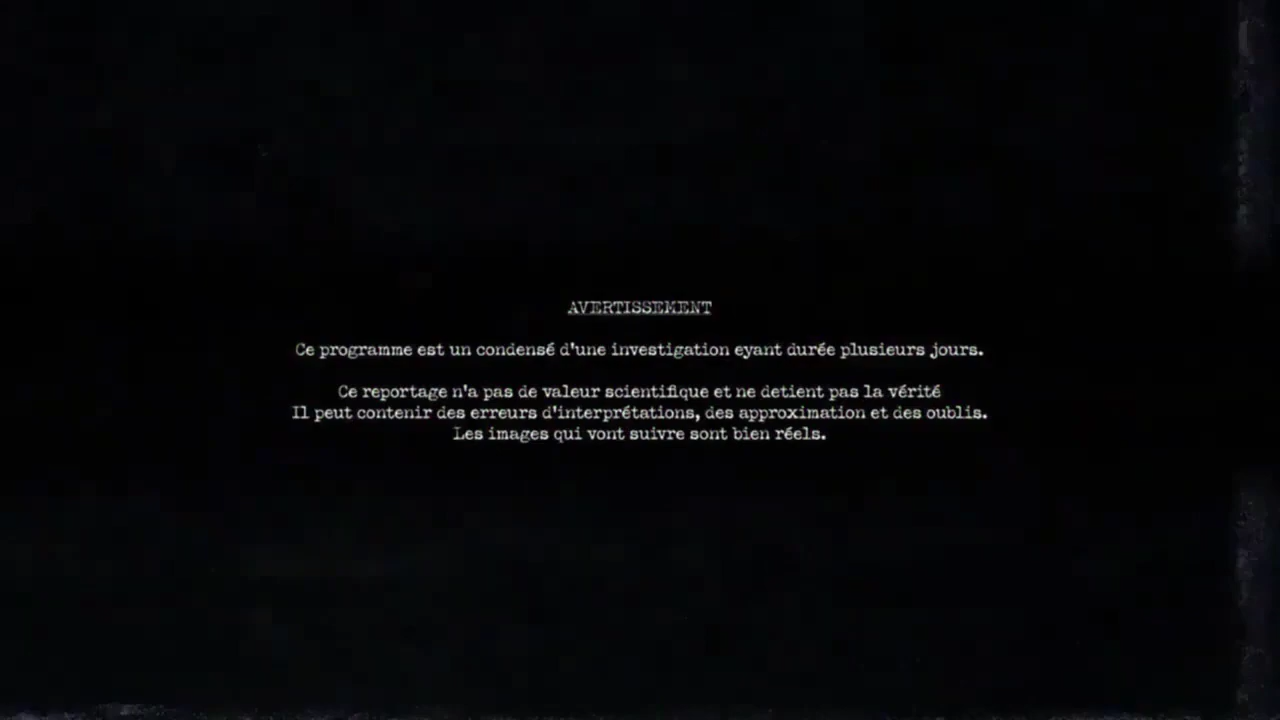 AVERTISSEMENT
Ce programme est un condensé d'une investigation eyant durée plusieurs jours.
Ce reportage n'a pas de valeur scientifique et ne detient pas la vérité
Il peut contenir des erreurs d'interprétations, des approximation et des oublis.
Les images qui vont suivre sont bien réels.